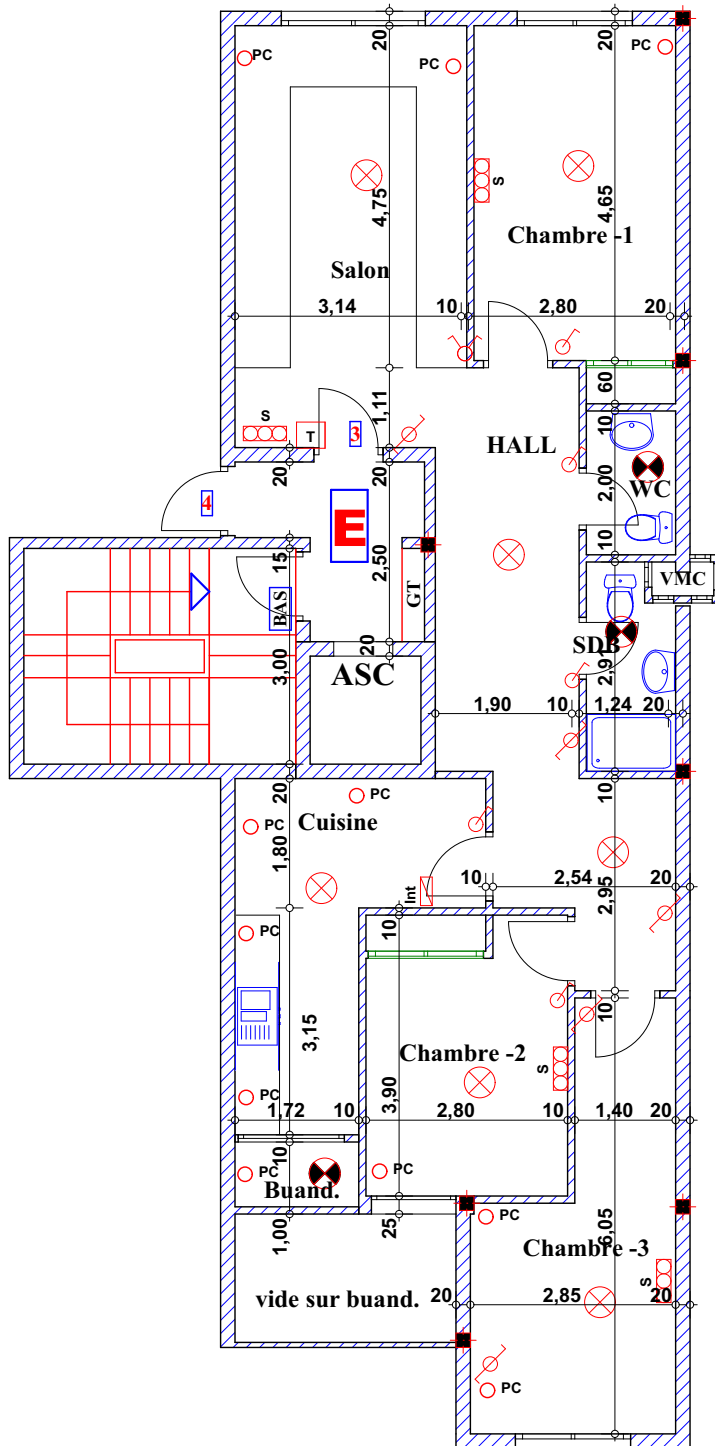 20
20
PC
PC
PC
S
4,75
4,65
Chambre -1
Salon
3,14
10
2,80
20
60
1,11
10
S
T
3
HALL
WC
20
20
2,00
4
E
2,50
15
10
BAS
GT
VMC
SDB
3,00
20
ASC
2,91
1,90
10
1,24
20
20
10
PC
PC
Cuisine
1,80
Int
10
2,54
20
2,95
10
PC
10
3,15
Chambre -2
S
3,90
PC
1,72
10
2,80
10
1,40
20
10
PC
PC
Buand.
PC
1,00
25
6,05
Chambre -3
S
vide sur buand.
20
2,85
20
PC